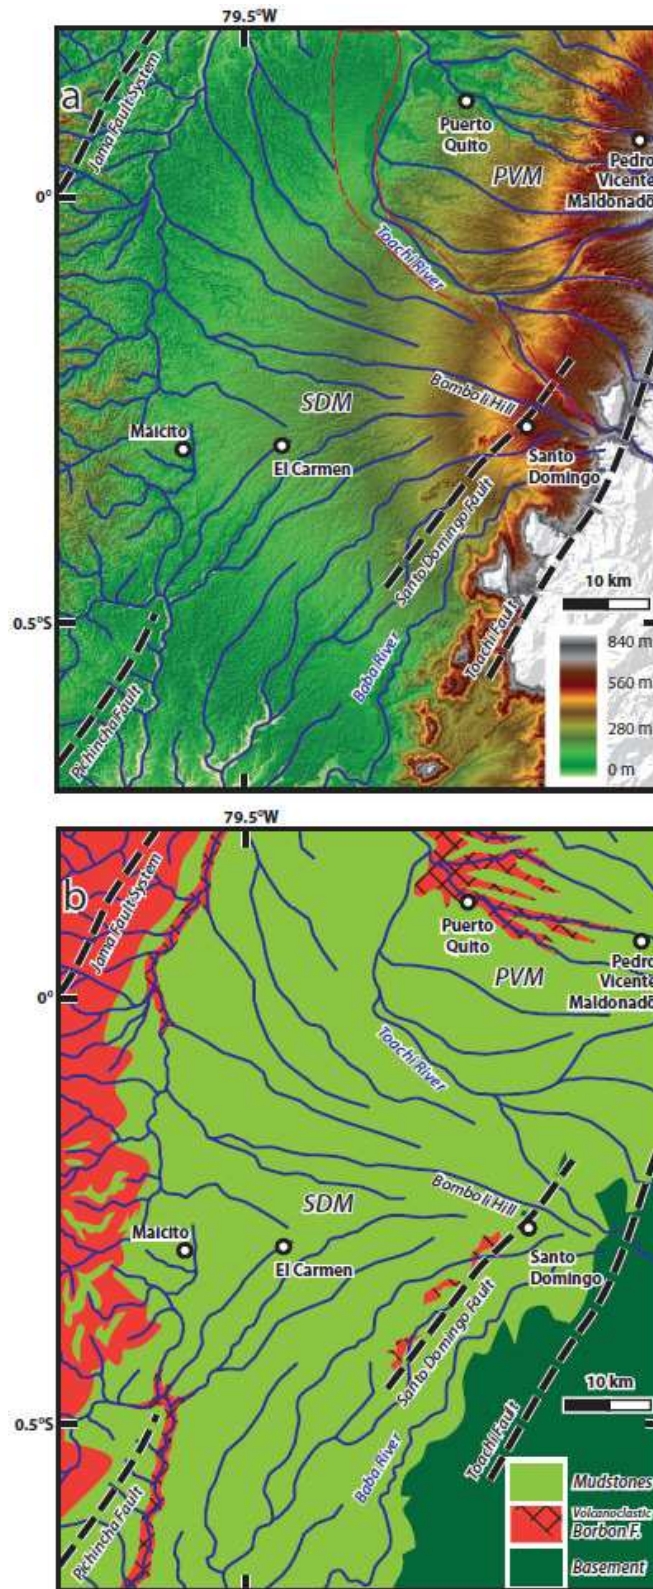 79.5°W
a
Jama Fault System
Puerto
Quito
Pedro
Vicente
Maldonado
PVM
0°
Toachi River
Bomboli Hill
SDM
Maicito
El Carmen
Santo
Domingo
Santo Domingo Fault
10 km
0.5°S
Toachi Fault
Baba River
Pichincha Fault
840 m
560 m
280 m
0 m
79.5°W
b
Jama Fault System
Puerto
Quito
Pedro
Vicente
Maldonado
PVM
0°
Toachi River
Bomboli Hill
SDM
Maicito
El Carmen
Santo
Domingo
Santo Domingo Fault
10 km
0.5°S
Toachi Fault
Baba River
Pichincha Fault
Mudstones
Volcanoclastic
Borbon F.
Basement